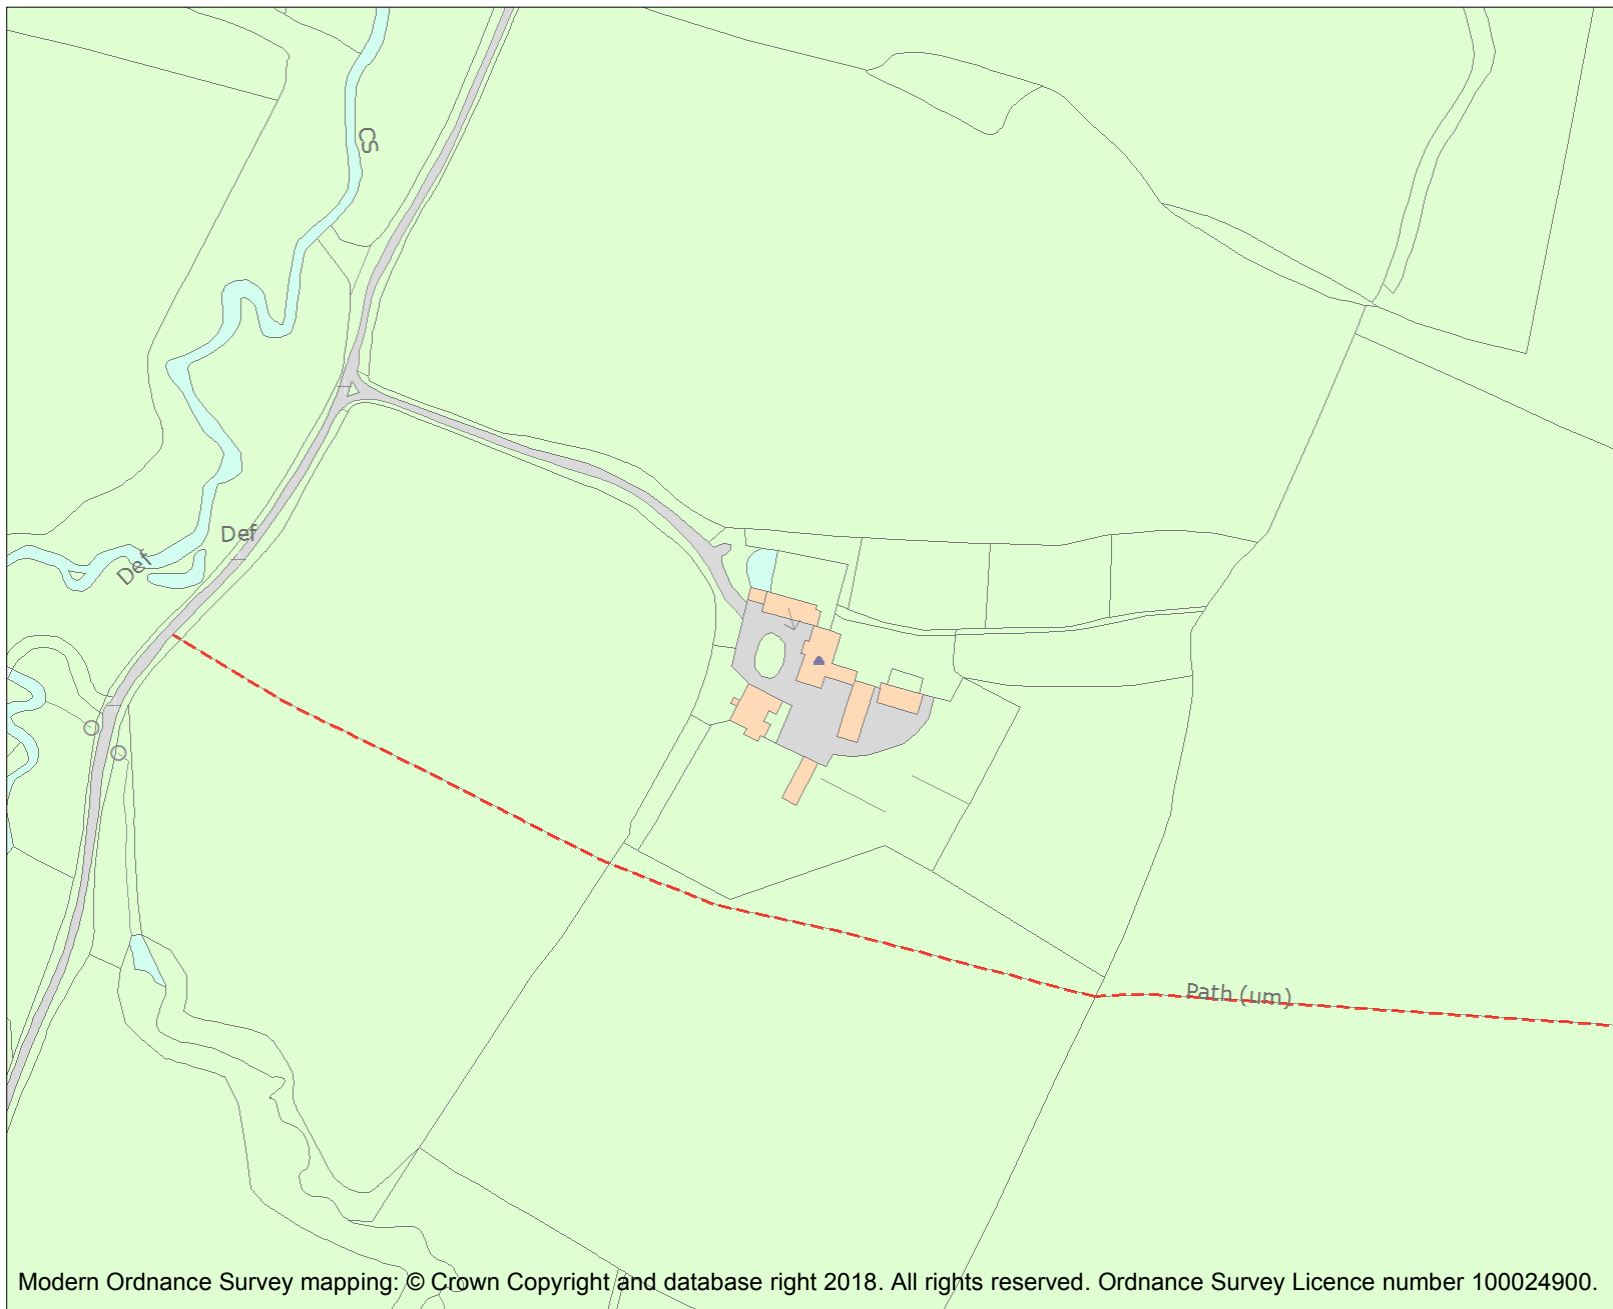 CS
Def
Def
Path (um)
Modern Ordnance Survey mapping: © Crown Copyright and database right 2018. All rights reserved. Ordnance Survey Licence number 100024900.